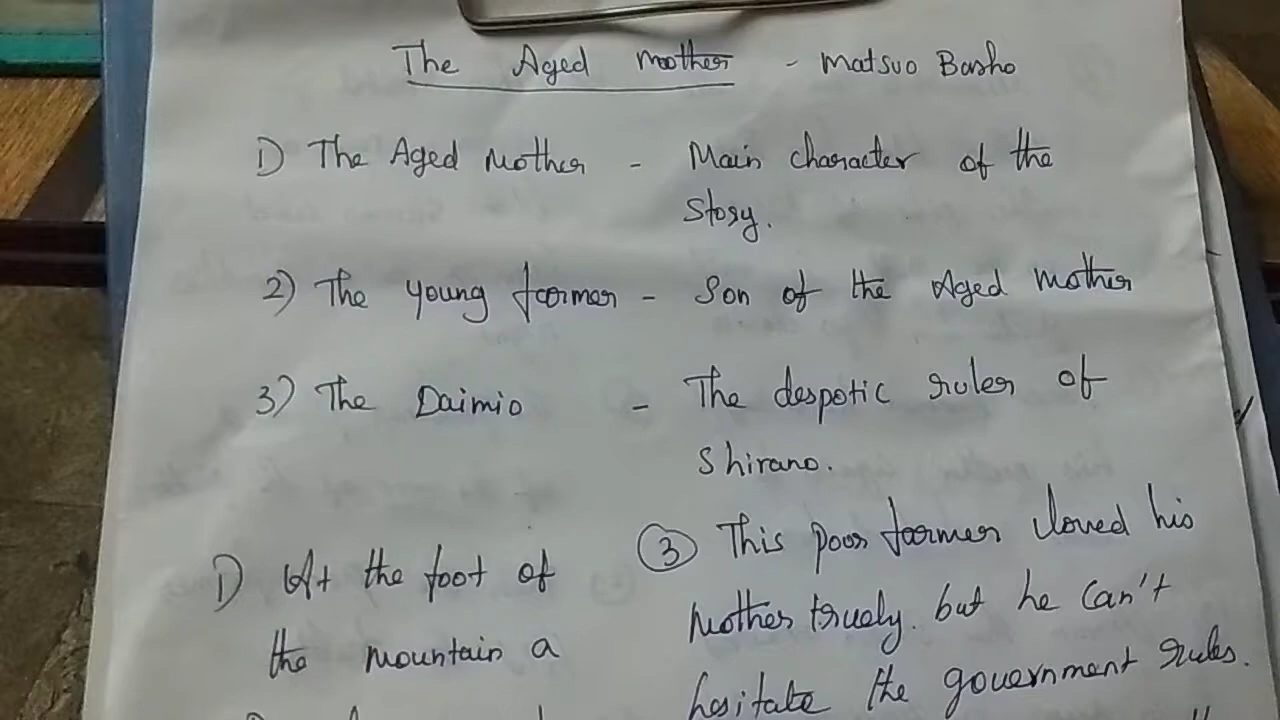 The Aged Mother - Matsuo Basho
1) The Aged Mother - Main character of the
story.
2) The young farmer - Son of the Aged Mother
3) The Daimio - The despotic ruler of
Shirano.
1) At the foot of
the mountain a
③ This poor farmer loved his
Mother truely. but he can't
hesitate the government rules.